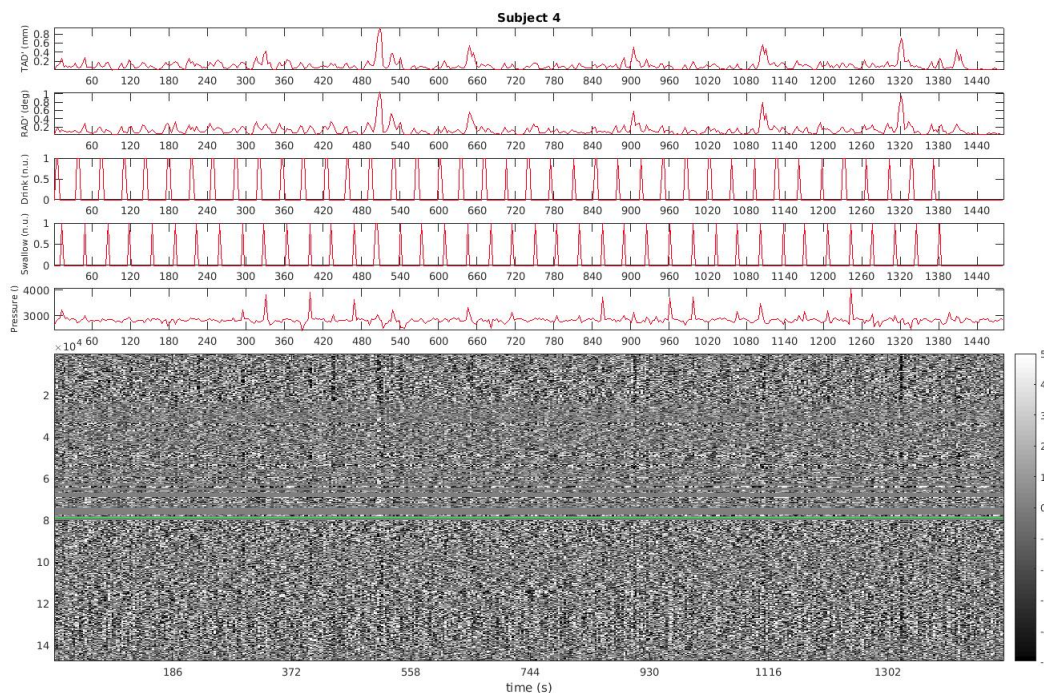 Subject 4
TAD' (mm)
0.8
0.6
0.4
0.2
60 120 180 240 300 360 420 480 540 600 660 720 780 840 900 960 1020 1080 1140 1200 1260 1320 1380 1440
RAD' (deg)
1
0.8
0.6
0.4
0.2
60 120 180 240 300 360 420 480 540 600 660 720 780 840 900 960 1020 1080 1140 1200 1260 1320 1380 1440
Drink (n.u.)
1
0.5
0
60 120 180 240 300 360 420 480 540 600 660 720 780 840 900 960 1020 1080 1140 1200 1260 1320 1380 1440
Swallow (n.u.)
1
0.5
0
60 120 180 240 300 360 420 480 540 600 660 720 780 840 900 960 1020 1080 1140 1200 1260 1320 1380 1440
Pressure ()
4000
3000
60 120 180 240 300 360 420 480 540 600 660 720 780 840 900 960 1020 1080 1140 1200 1260 1320 1380 1440
×10⁴
2
4
6
8
10
12
14
186 372 558 744 930 1116 1302
time (s)